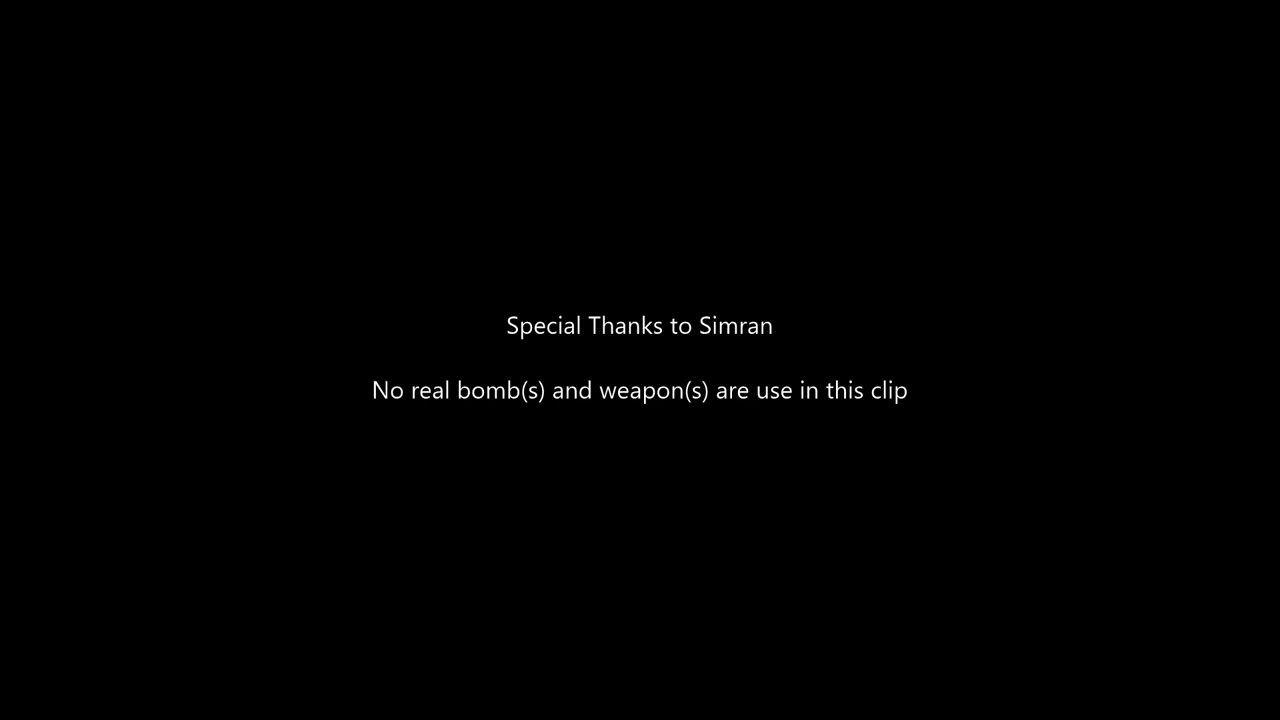 Special Thanks to Simran
No real bomb(s) and weapon(s) are use in this clip